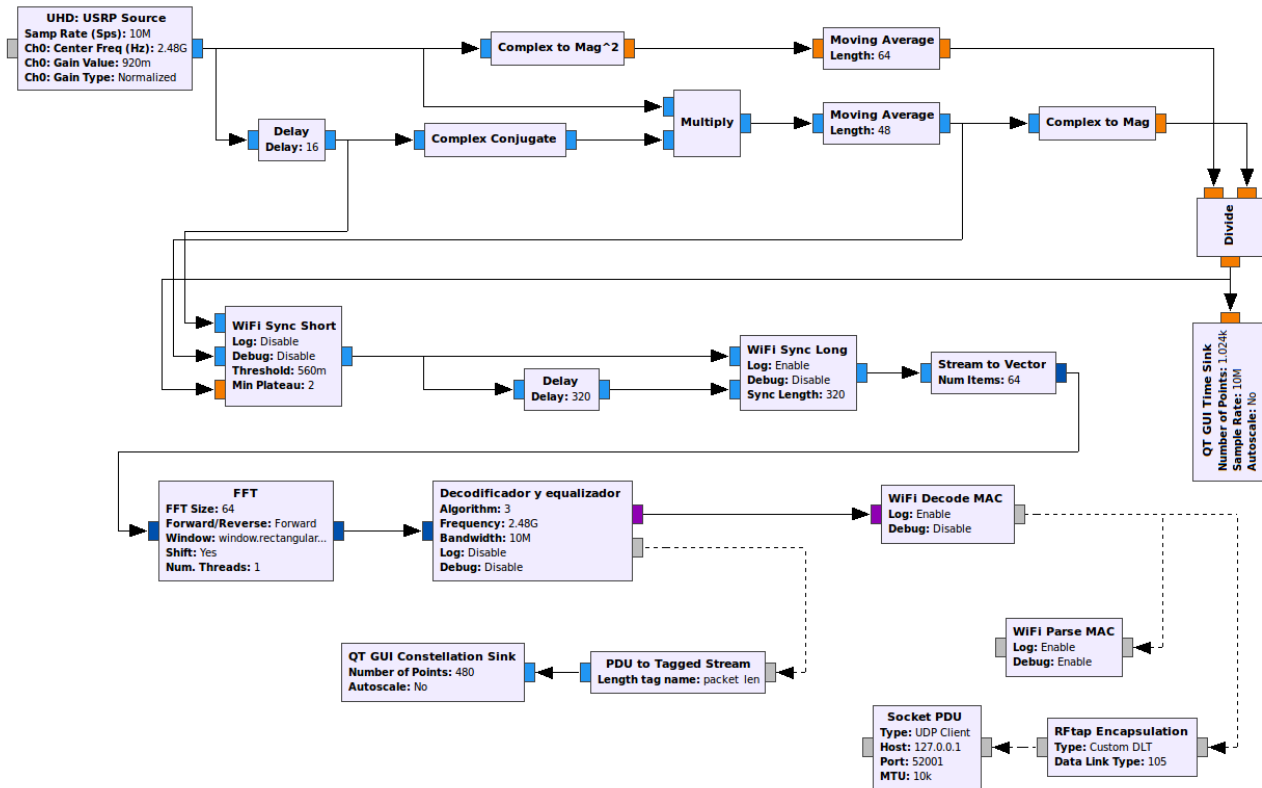 UHD: USRP Source
Samp Rate (Sps): 10M
Ch0: Center Freq (Hz): 2.48G
Ch0: Gain Value: 920m
Ch0: Gain Type: Normalized
Complex to Mag^2
Moving Average
Length: 64
Delay
Delay: 16
Complex Conjugate
Multiply
Moving Average
Length: 48
Complex to Mag
Divide
WiFi Sync Short
Log: Disable
Debug: Disable
Threshold: 560m
Min Plateau: 2
Delay
Delay: 320
WiFi Sync Long
Log: Enable
Debug: Disable
Sync Length: 320
Stream to Vector
Num Items: 64
QT GUI Time Sink
Number of Points: 1.024k
Sample Rate: 10M
Autoscale: No
FFT
FFT Size: 64
Forward/Reverse: Forward
Window: window.rectangular...
Shift: Yes
Num. Threads: 1
Decodificador y equalizador
Algorithm: 3
Frequency: 2.48G
Bandwidth: 10M
Log: Disable
Debug: Disable
WiFi Decode MAC
Log: Enable
Debug: Disable
WiFi Parse MAC
Log: Enable
Debug: Enable
QT GUI Constellation Sink
Number of Points: 480
Autoscale: No
PDU to Tagged Stream
Length tag name: packet_len
Socket PDU
Type: UDP Client
Host: 127.0.0.1
Port: 52001
MTU: 10k
RFtap Encapsulation
Type: Custom DLT
Data Link Type: 105